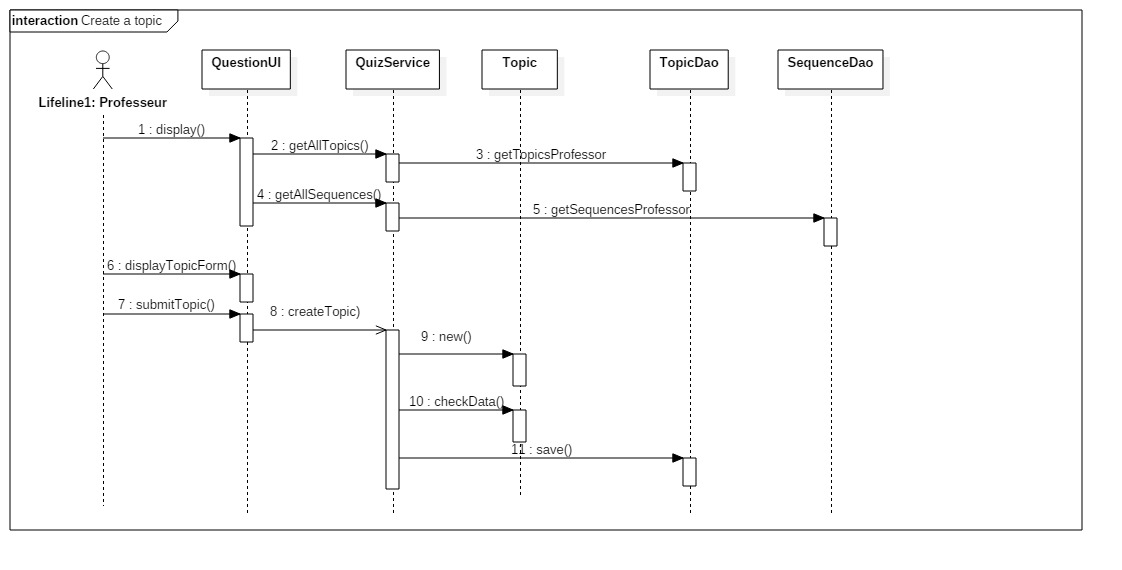 interaction Create a topic
QuestionUI
QuizService
Topic
TopicDao
SequenceDao
Lifeline1: Professeur
1 : display()
2 : getAllTopics()
3 : getTopicsProfessor
4 : getAllSequences()
5 : getSequencesProfessor
6 : displayTopicForm()
7 : submitTopic()
8 : createTopic)
9 : new()
10 : checkData()
11 : save()